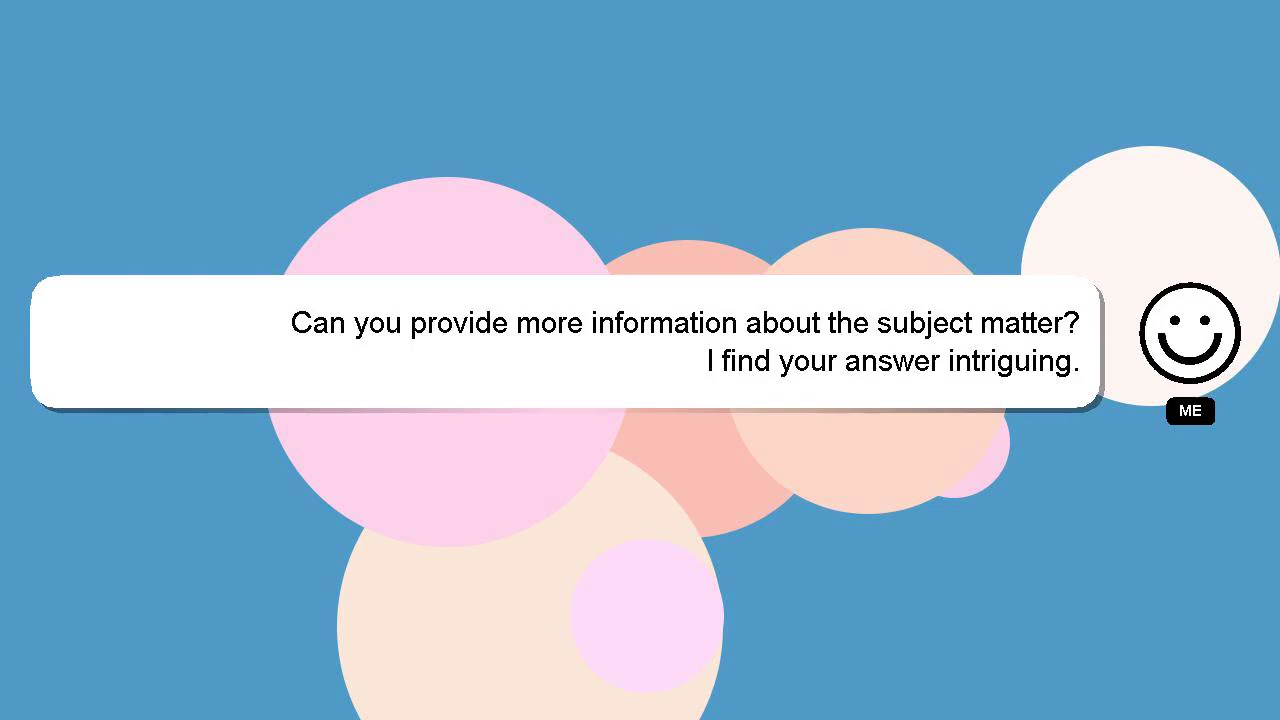 Can you provide more information about the subject matter?
I find your answer intriguing.
ME